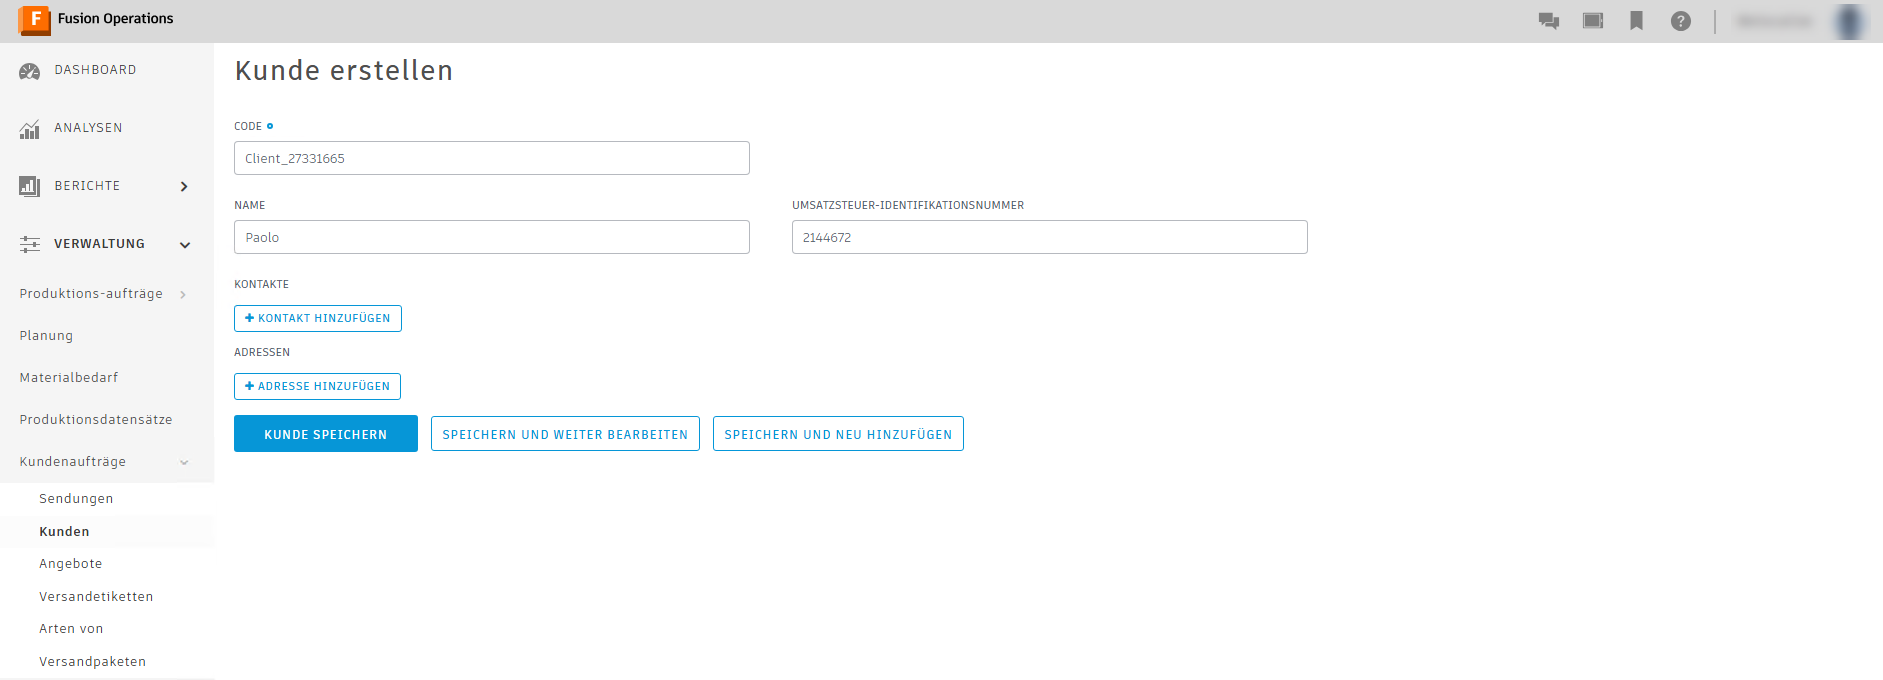 F Fusion Operations
DASHBOARD
ANALYSEN
BERICHTE
VERWALTUNG
Produktions-aufträge
Planung
Materialbedarf
Produktionsdatensätze
Kundenaufträge
Sendungen
Kunden
Angebote
Versandetiketten
Arten von
Versandpaketen
Kunde erstellen
CODE
Client_27331665
NAME
Paolo
UMSATZSTEUER-IDENTIFIKATIONSNUMMER
2144672
KONTAKTE
+ KONTAKT HINZUFÜGEN
ADRESSEN
+ ADRESSE HINZUFÜGEN
KUNDE SPEICHERN
SPEICHERN UND WEITER BEARBEITEN
SPEICHERN UND NEU HINZUFÜGEN